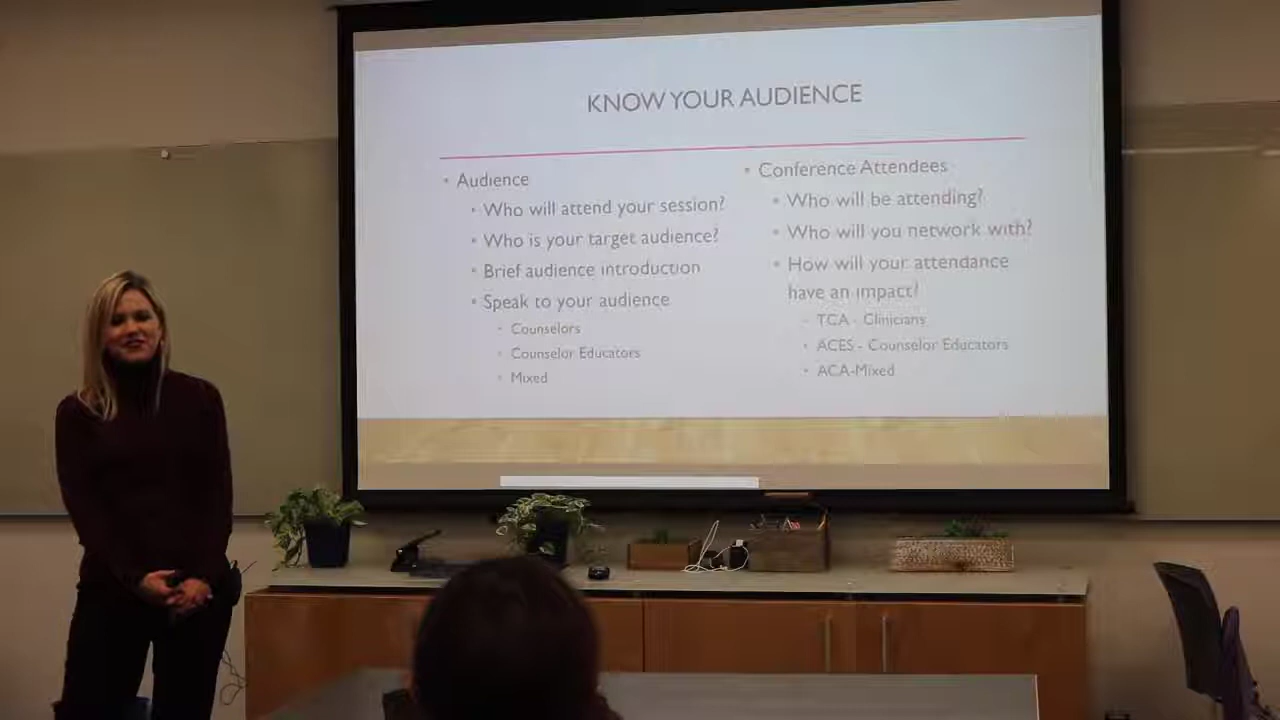 KNOW YOUR AUDIENCE
• Audience
• Who will attend your session?
• Who is your target audience?
• Brief audience introduction
• Speak to your audience
• Counselors
• Counselor Educators
• Mixed
• Conference Attendees
• Who will be attending?
• Who will you network with?
• How will your attendance
have an impact?
• TCA - Clinicians
• ACES - Counselor Educators
• ACA-Mixed